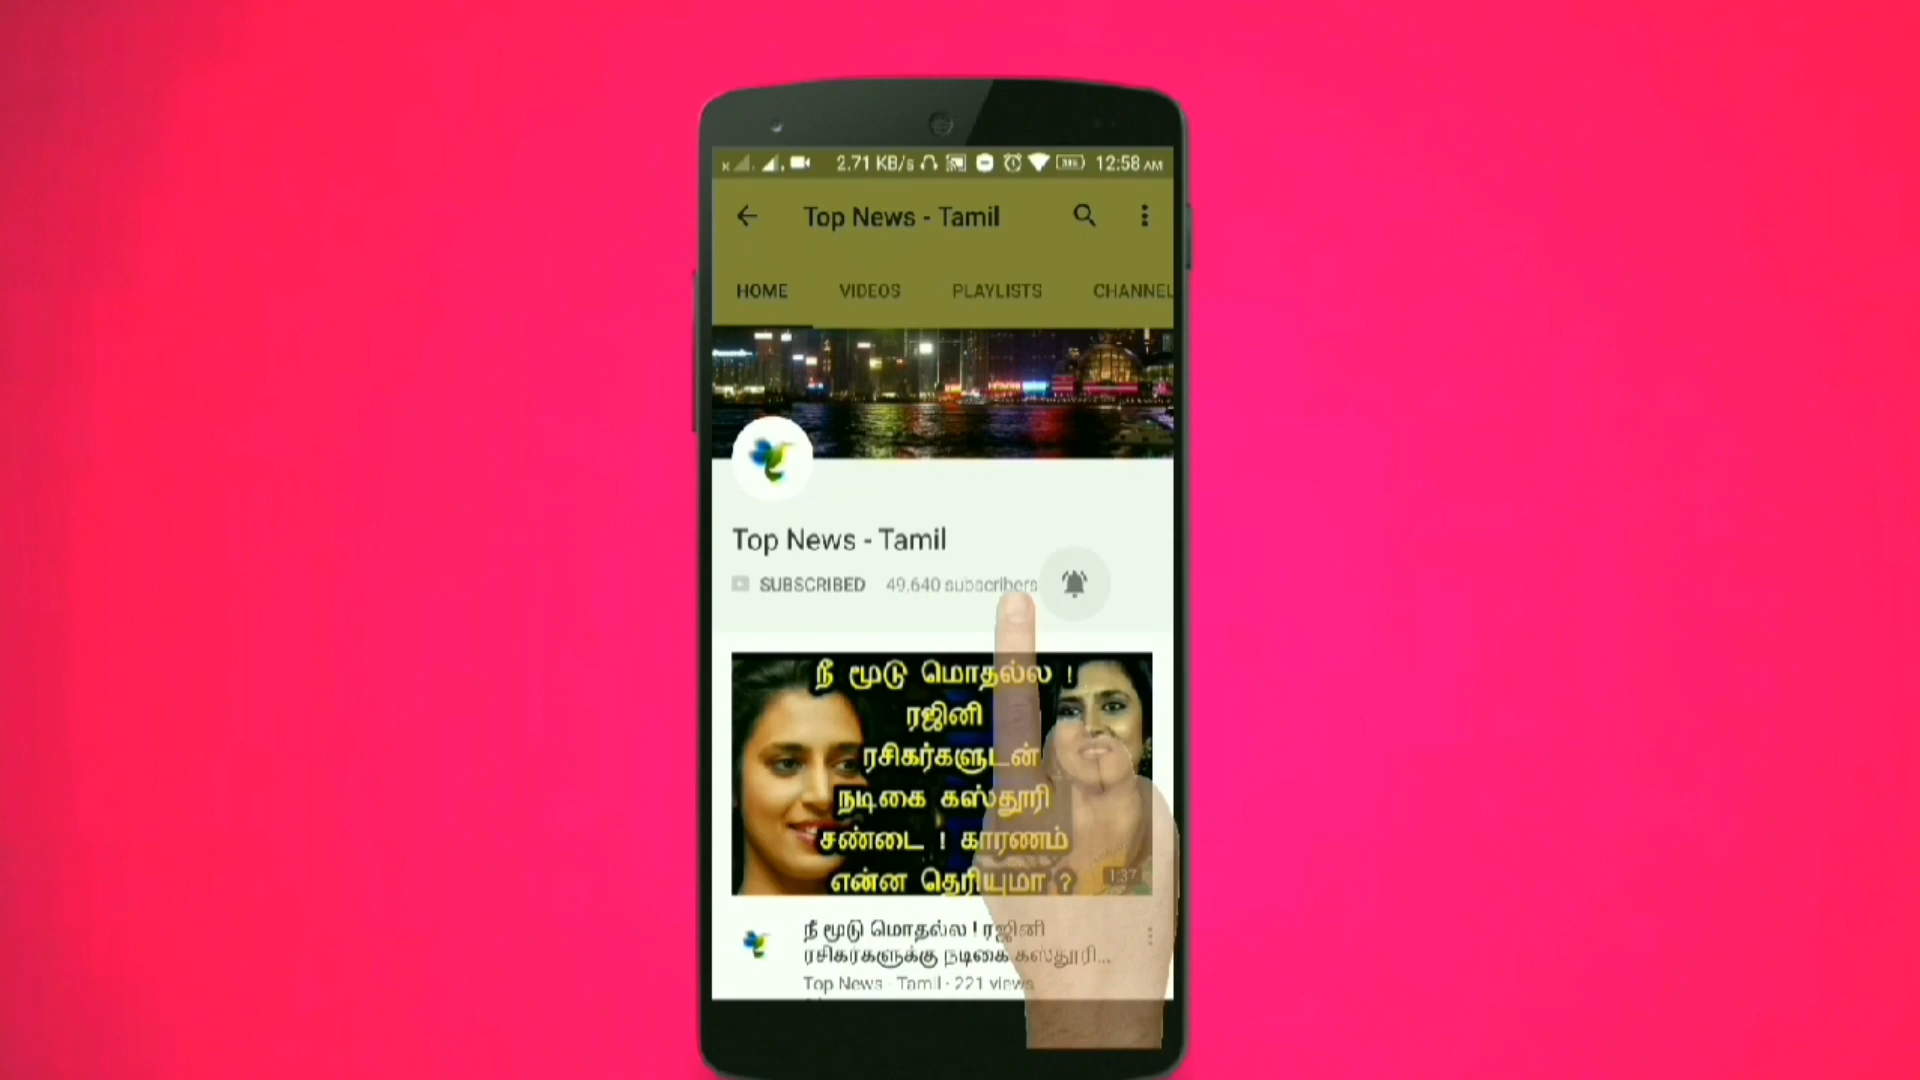 2.71 KB/s 12:58 AM
Top News - Tamil
HOME VIDEOS PLAYLISTS CHANNEL
Top News - Tamil
SUBSCRIBED 49,640 subscribers
நீ மூடு மொதல்ல !
ரஜினி
ரசிகர்களுடன்
நடிகை கஸ்தூரி
சண்டை ! காரணம்
என்ன தெரியுமா ?
1:37
நீ மூடு மொதல்ல ! ரஜினி
ரசிகர்களுக்கு நடிகை கஸ்தூரி...
Top News - Tamil · 221 views